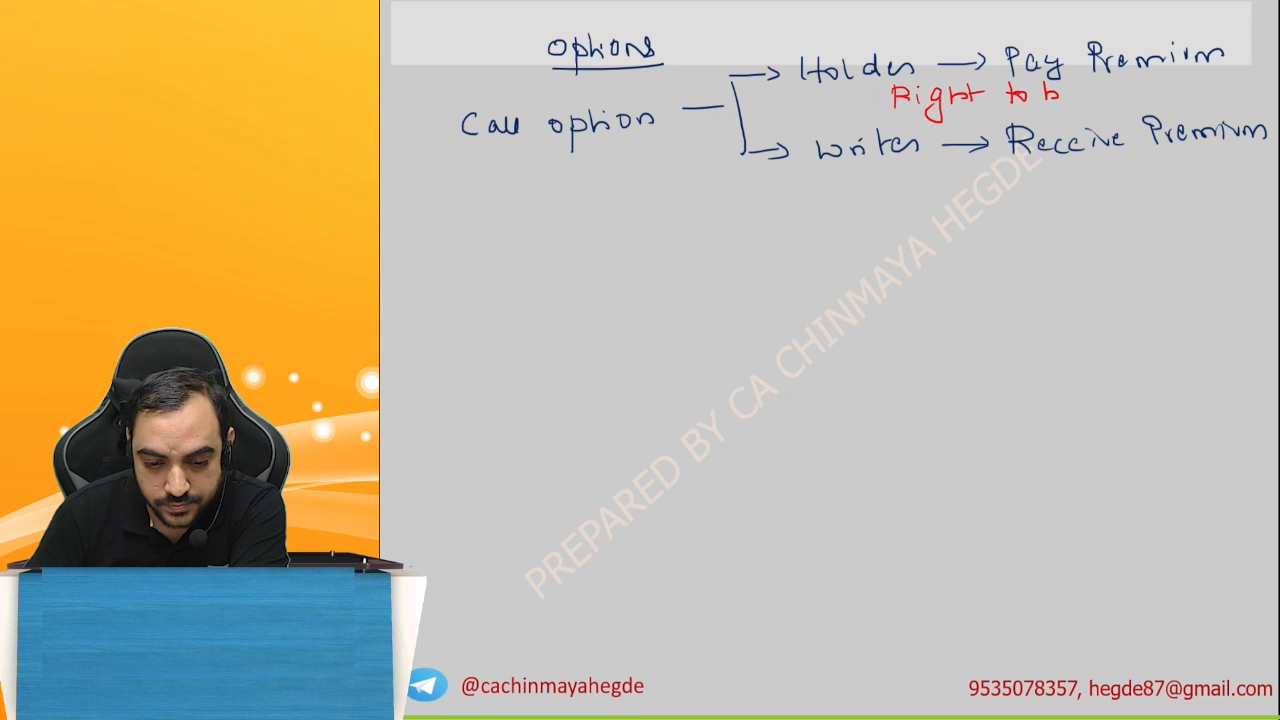 Options
Call option → Holder → Pay Premium
Right to b
→ Writer → Receive Premium
PREPARED BY CA CHINMAYA HEGDE
@cachinmayahegde
9535078357, hegde87@gmail.com